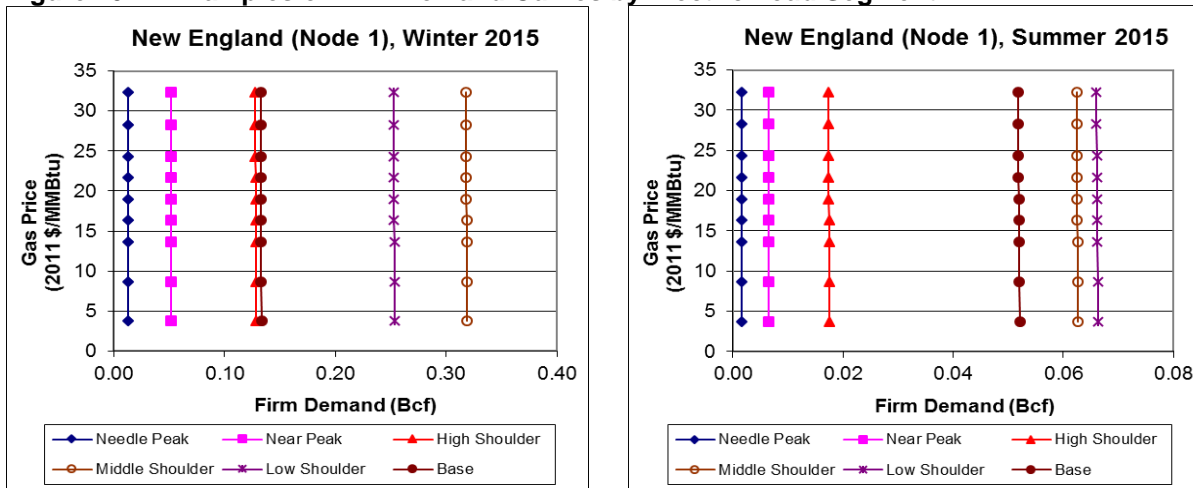 New England (Node 1), Winter 2015
35
30
25
20
15
10
5
0
Gas Price
(2011 $/MMBtu)
0.00 0.10 0.20 0.30 0.40
Firm Demand (Bcf)
Needle Peak Near Peak High Shoulder
Middle Shoulder Low Shoulder Base
New England (Node 1), Summer 2015
35
30
25
20
15
10
5
0
Gas Price
(2011 $/MMBtu)
0.00 0.02 0.04 0.06 0.08
Firm Demand (Bcf)
Needle Peak Near Peak High Shoulder
Middle Shoulder Low Shoulder Base